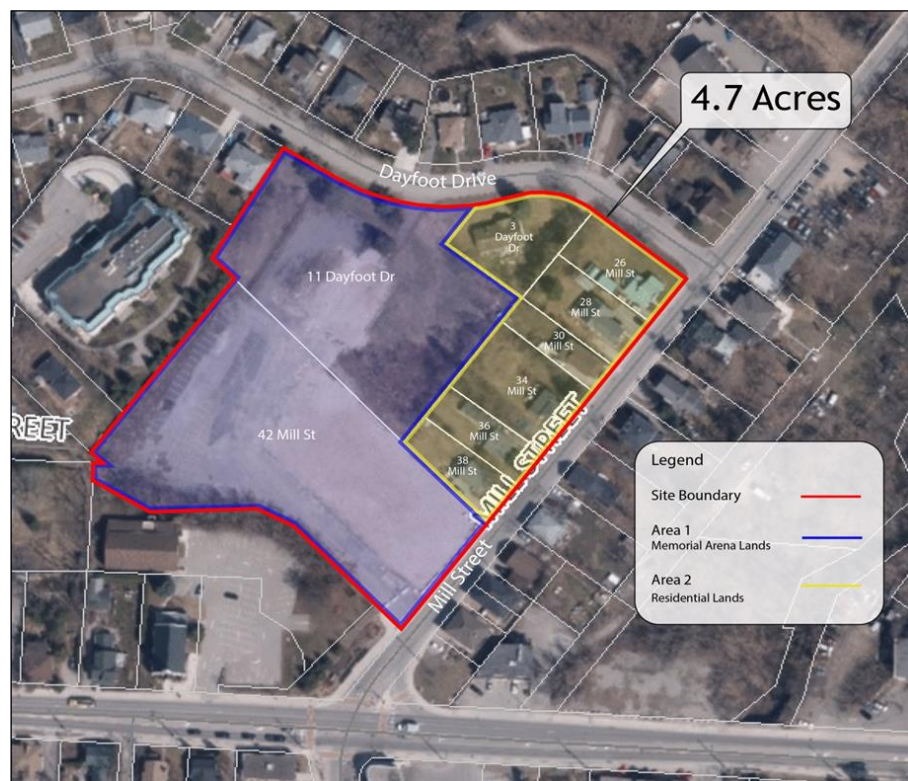 4.7 Acres
Dayfoot Drive
3
Dayfoot
Dr
26
Mill St
11 Dayfoot Dr
28
Mill St
30
Mill St
34
Mill St
REET
42 Mill St
36
Mill St
38
Mill St
MILL STREET
Mill Street
Legend
Site Boundary
Area 1
Memorial Arena Lands
Area 2
Residential Lands